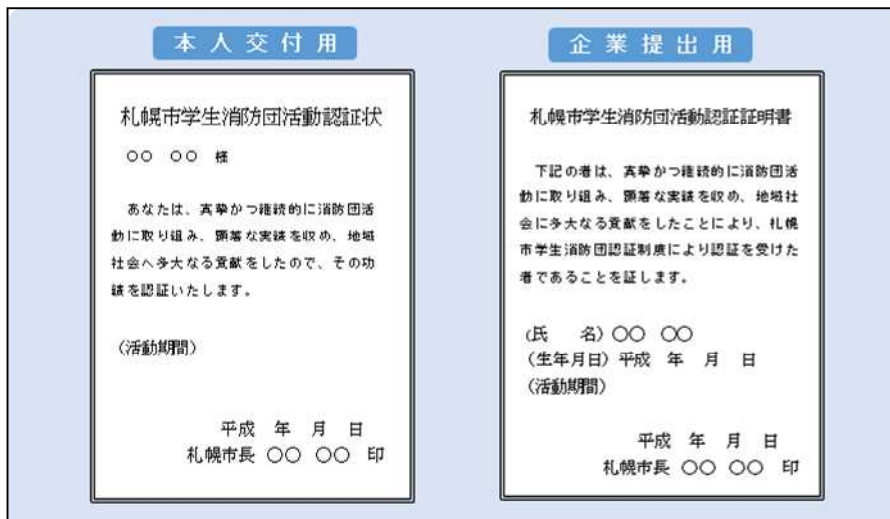 本人交付用
札幌市学生消防団活動認証状
○○ ○○ 様
あなたは、真摯かつ継続的に消防団活
動に取り組み、顕著な実績を収め、地域
社会へ多大なる貢献をしたので、その功
績を認証いたします。
(活動期間)
平成 年 月 日
札幌市長 ○○ ○○ 印
企業提出用
札幌市学生消防団活動認証証明書
下記の者は、真摯かつ継続的に消防団活
動に取り組み、顕著な実績を収め、地域社
会に多大なる貢献をしたことにより、札幌
市学生消防団認証制度により認証を受けた
者であることを証します。
(氏 名)○○ ○○
(生年月日)平成 年 月 日
(活動期間)
平成 年 月 日
札幌市長 ○○ ○○ 印